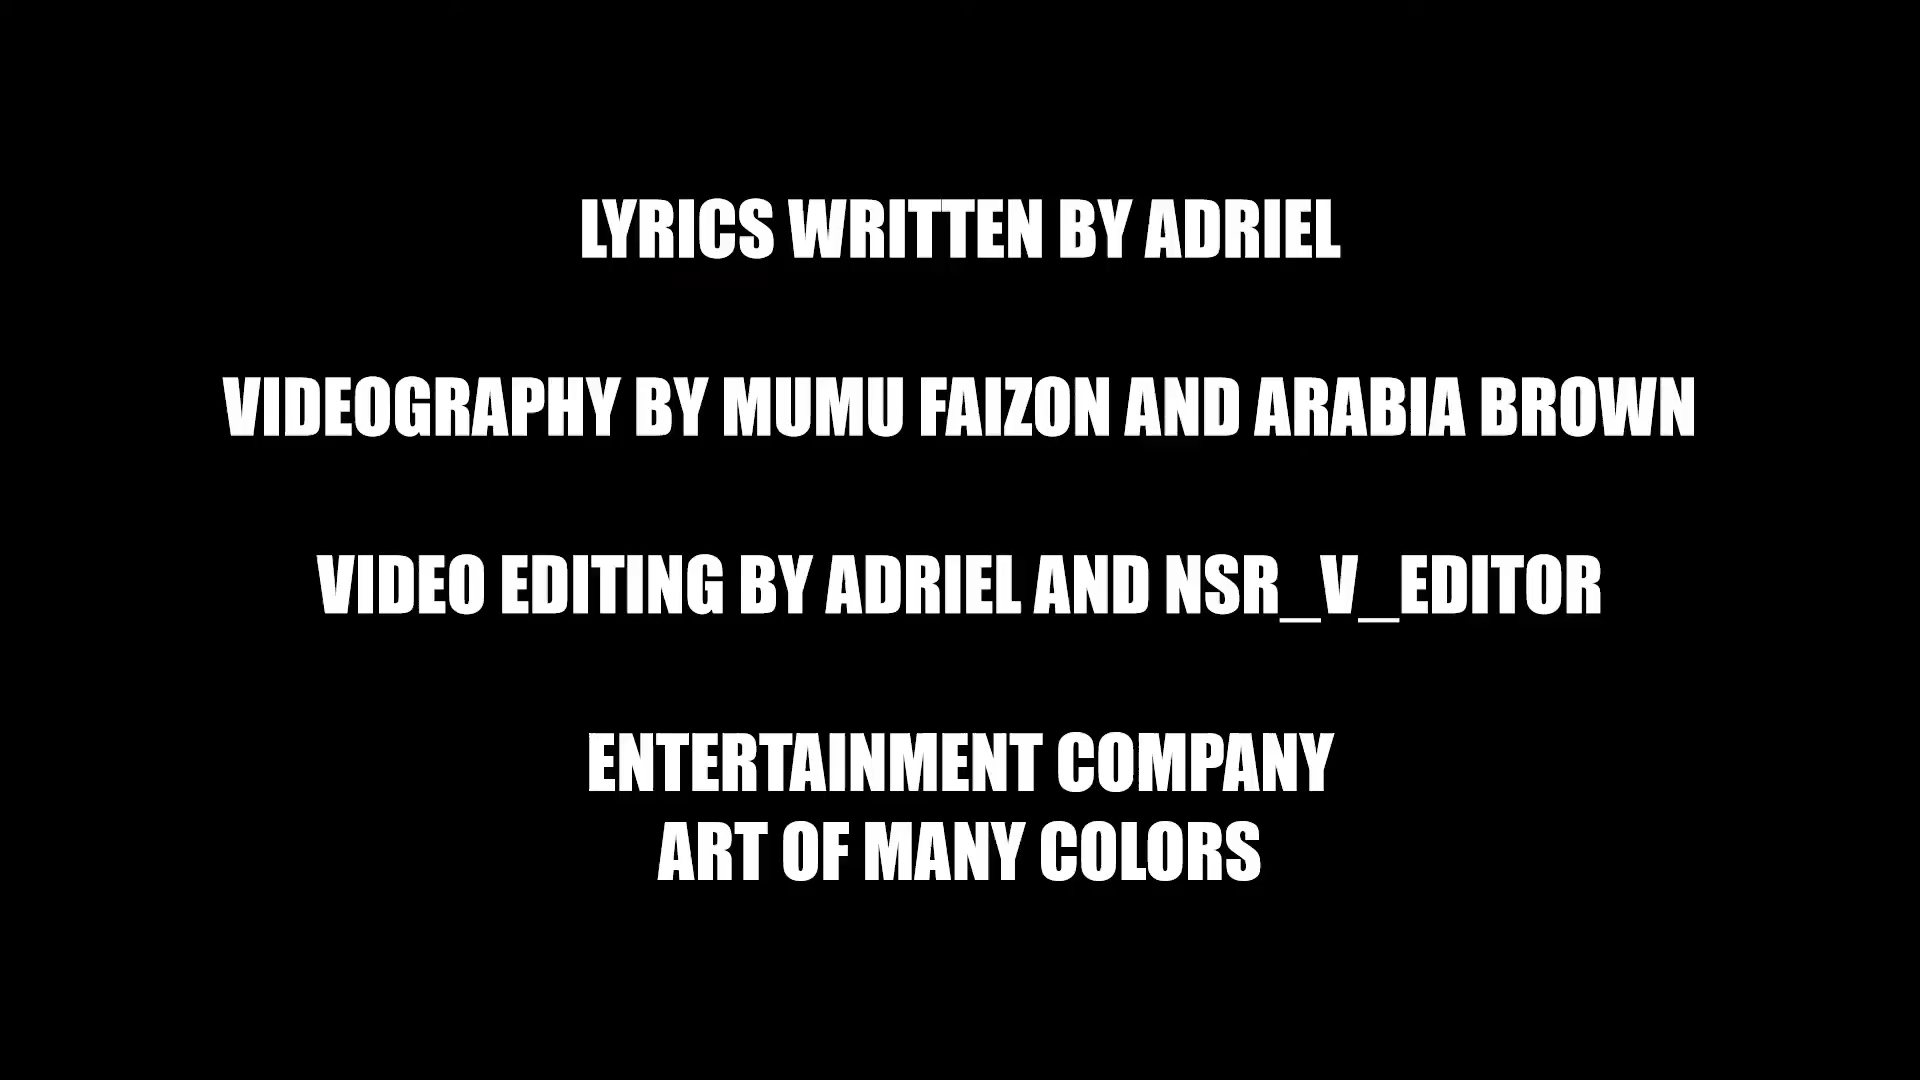 LYRICS WRITTEN BY ADRIEL
VIDEOGRAPHY BY MUMU FAIZON AND ARABIA BROWN
VIDEO EDITING BY ADRIEL AND NSR_V_EDITOR
ENTERTAINMENT COMPANY
ART OF MANY COLORS